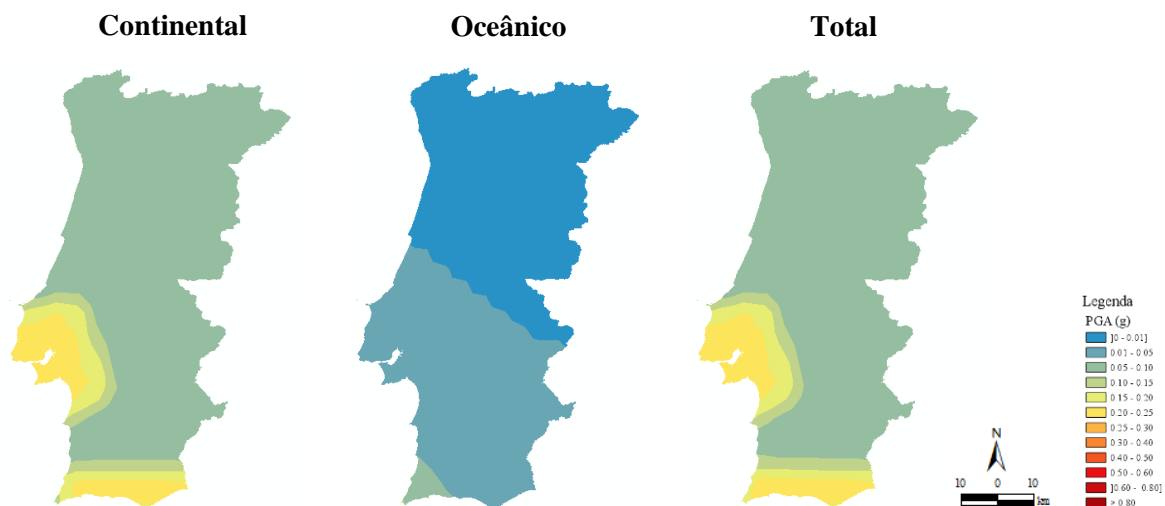 Continental Oceânico Total
Legenda
PGA (g)
]0 - 0.01]
0.01 - 0.05
0.05 - 0.10
0.10 - 0.15
0.15 - 0.20
0.20 - 0.25
0.25 - 0.30
0.30 - 0.40
0.40 - 0.50
0.50 - 0.60
]0.60 - 0.80]
> 0.80
N
10 0 10
km